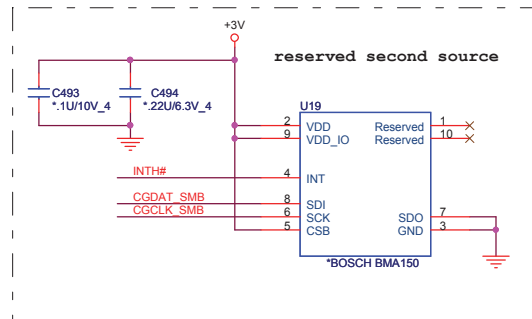 +3V
reserved second source
C493
*.1U/10V_4
C494
*.22U/6.3V_4
U19
2 VDD Reserved 1
9 VDD_IO Reserved 10
INTH# 4 INT
CGDAT_SMB 8 SDI
CGCLK_SMB 6 SCK SDO 7
5 CSB GND 3
*BOSCH BMA150